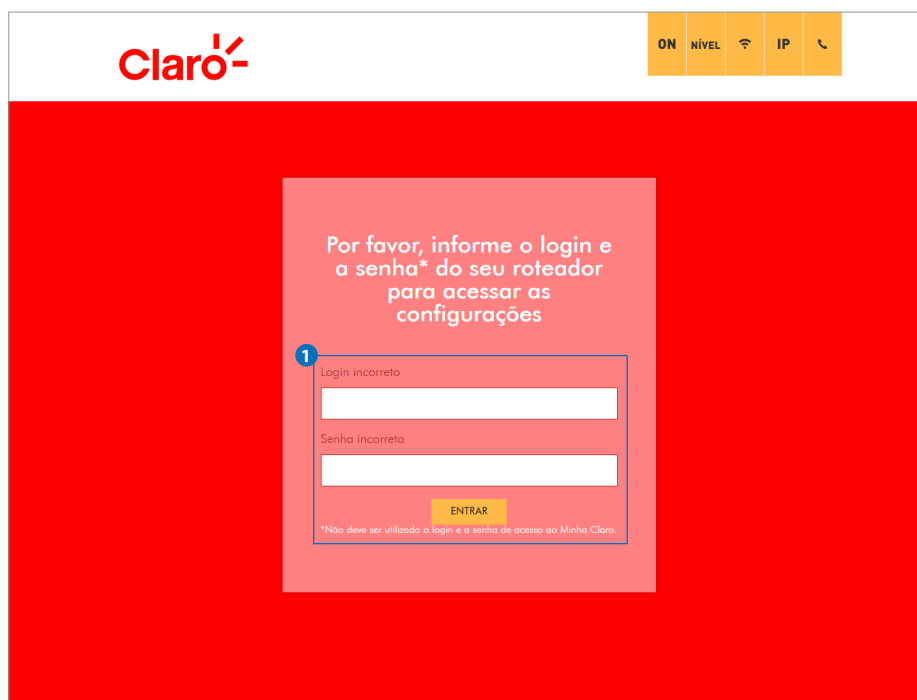 Claro
ON NÍVEL IP
Por favor, informe o login e
a senha* do seu roteador
para acessar as
configurações
1
Login incorreto
Senha incorreta
ENTRAR
*Não deve ser utilizado o login e a senha de acesso ao Minha Claro.